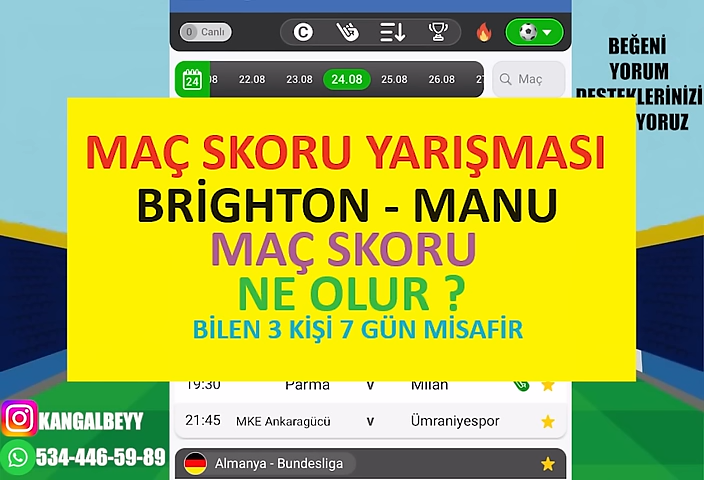 0 Canlı
BEĞENİ
YORUM
DESTEKLERİNİZİ
YORUZ
24
22.08 23.08 24.08 25.08 26.08
Maç
MAÇ SKORU YARIŞMASI
BRİGHTON - MANU
MAÇ SKORU
NE OLUR ?
BİLEN 3 KİŞİ 7 GÜN MİSAFİR
19:30 Parma v Milan
21:45 MKE Ankaragücü v Ümraniyespor
KANGALBEYY
534-446-59-89
Almanya - Bundesliga